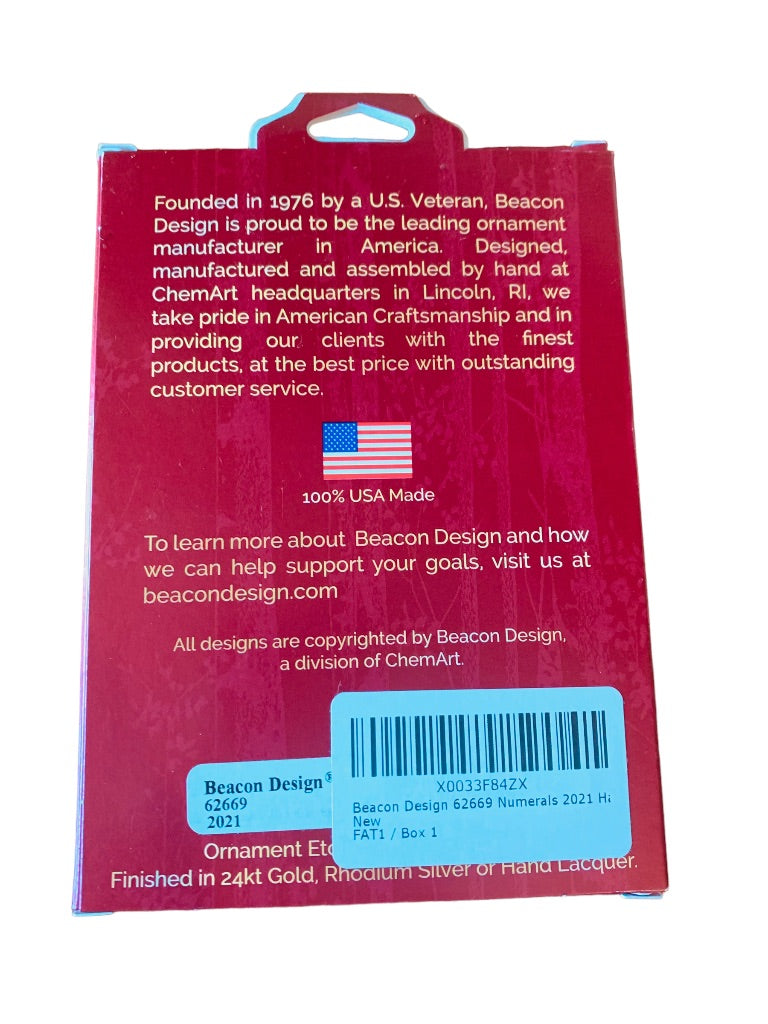 Founded in 1976 by a U.S. Veteran, Beacon
Design is proud to be the leading ornament
manufacturer in America. Designed,
manufactured and assembled by hand at
ChemArt headquarters in Lincoln, RI, we
take pride in American Craftsmanship and in
providing our clients with the finest
products, at the best price with outstanding
customer service.
100% USA Made
To learn more about Beacon Design and how
we can help support your goals, visit us at
beacondesign.com
All designs are copyrighted by Beacon Design,
a division of ChemArt.
Beacon Design®
62669
2021
X0033F84ZX
Beacon Design 62669 Numerals 2021
New
FAT1 / Box 1
Ornament
Finished in 24kt Gold, Rhodium Silver or Hand Lacquer.